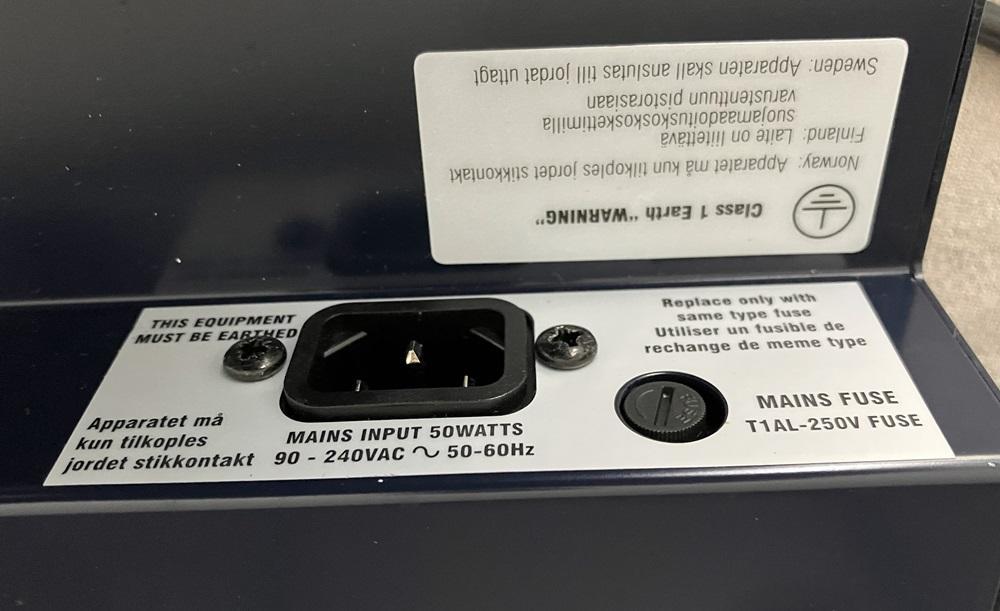 Class 1 Earth "WARNING"
Norway: Apparatet må kun tilkoples jordet stikkontakt
Finland: Laite on liitettävä
suojamaadoituskoskettimilla
varustenttuun pistorasiaan
Sweden: Apparaten skall anslutas till jordat uttagt
THIS EQUIPMENT
MUST BE EARTHED
Apparatet må
kun tilkoples
jordet stikkontakt
MAINS INPUT 50WATTS
90 - 240VAC ∿ 50-60Hz
Replace only with
same type fuse
Utiliser un fusible de
rechange de meme type
FUSE
MAINS FUSE
T1AL-250V FUSE